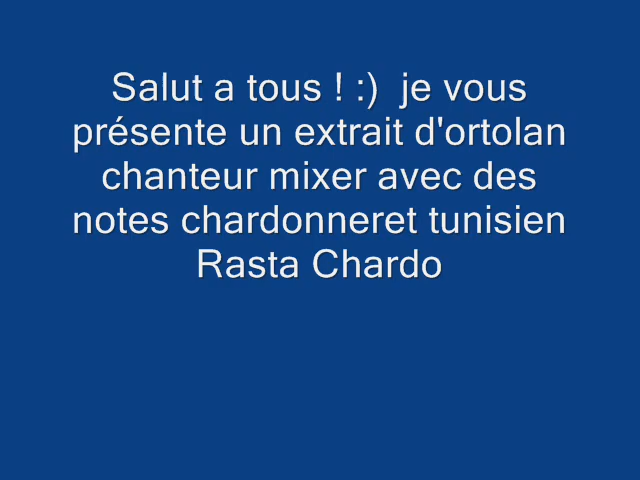 Salut a tous ! :)  je vous
présente un extrait d'ortolan
chanteur mixer avec des
notes chardonneret tunisien
Rasta Chardo